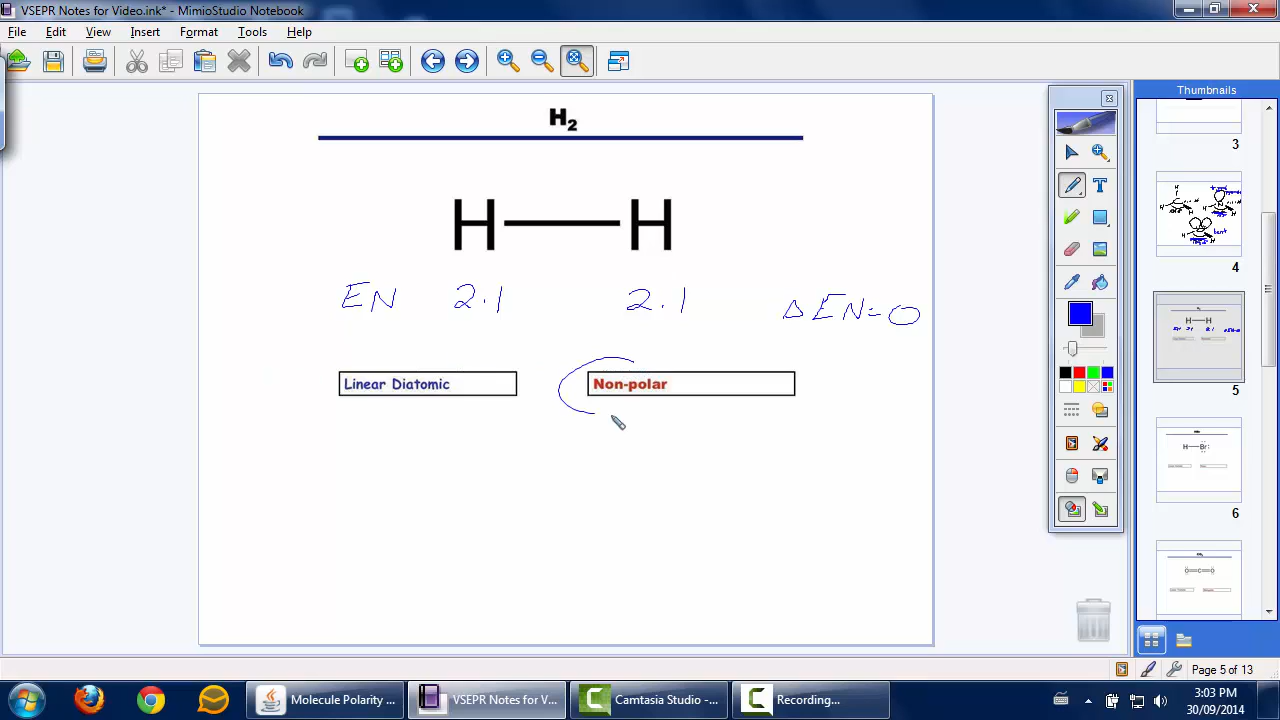 VSEPR Notes for Video.ink* - MimioStudio Notebook
File Edit View Insert Format Tools Help
Thumbnails
H2
H H
EN 2.1 2.1 ΔEN=0
Linear Diatomic Non-polar
3
4
5
6
Page 5 of 13
Molecule Polarity ...
VSEPR Notes for V...
Camtasia Studio -...
Recording...
3:03 PM
30/09/2014